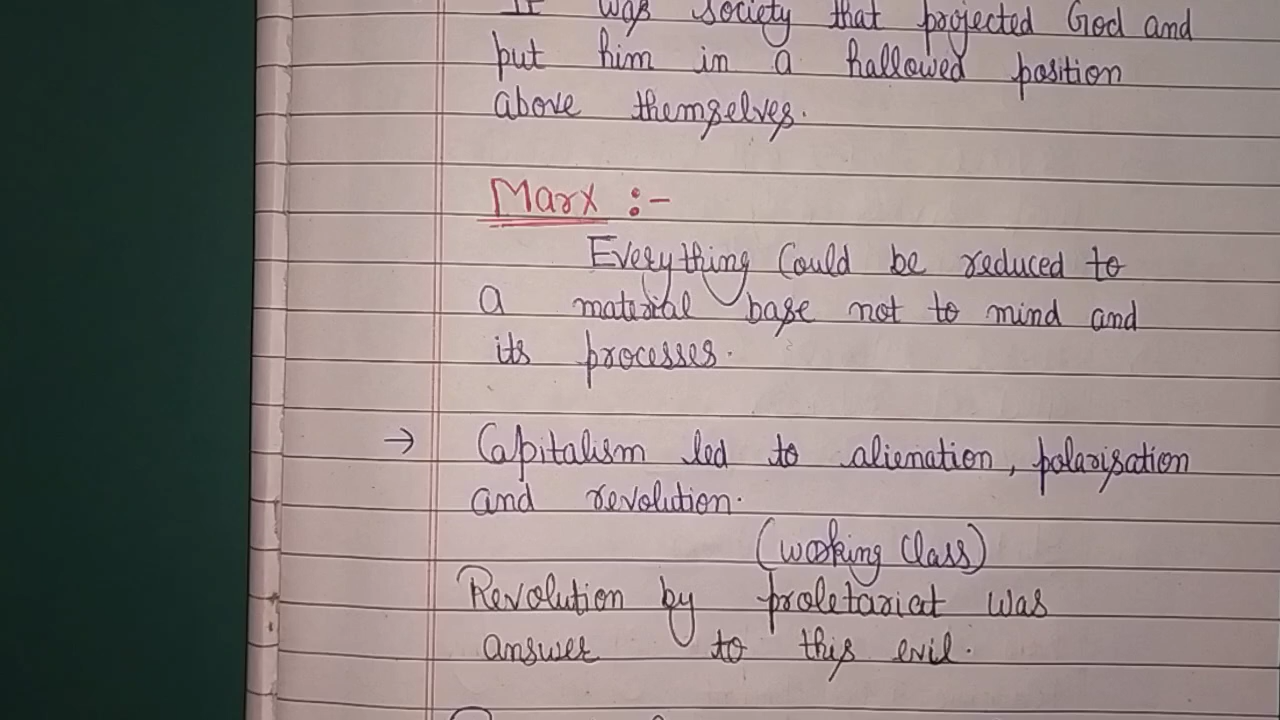 It was society that projected God and
put him in a hallowed position
above themselves.
Marx :-
Everything Could be reduced to
a material base not to mind and
its processes.
→ Capitalism led to alienation, polarisation
and revolution.
(working class)
Revolution by proletariat was
answer to this evil.